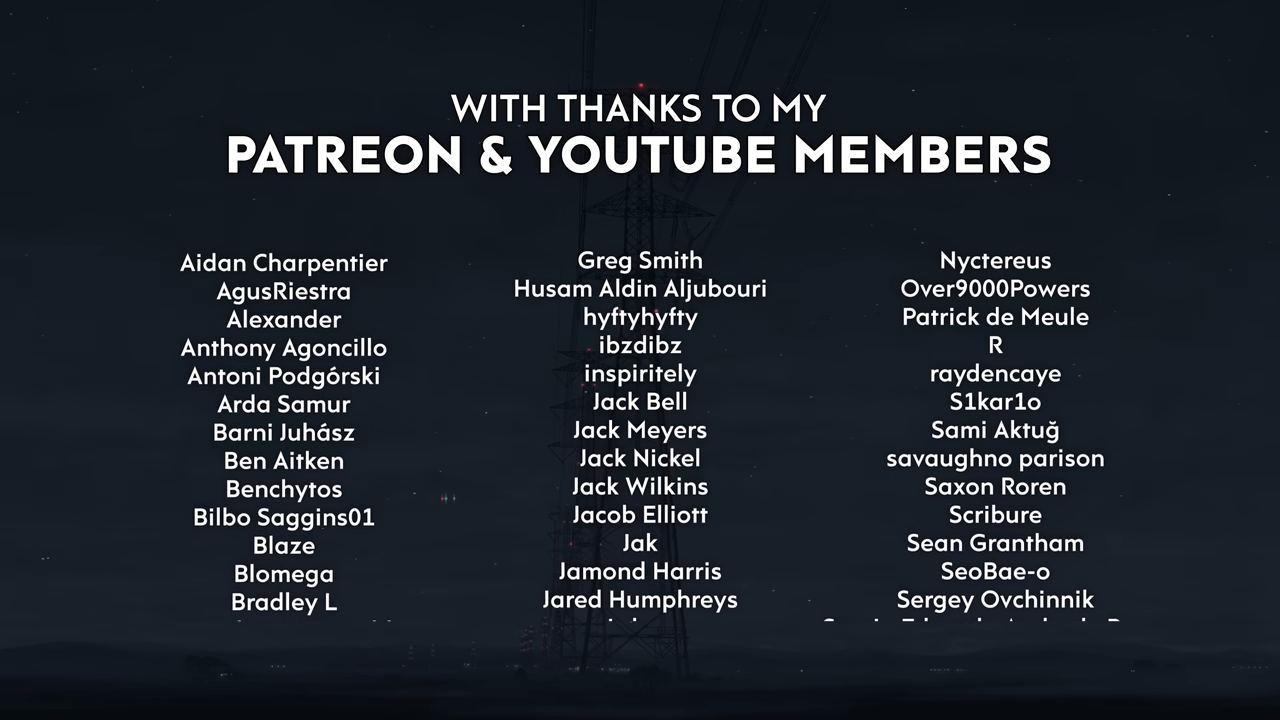 WITH THANKS TO MY
PATREON & YOUTUBE MEMBERS
Aidan Charpentier
AgusRiestra
Alexander
Anthony Agoncillo
Antoni Podgórski
Arda Samur
Barni Juhász
Ben Aitken
Benchytos
Bilbo Saggins01
Blaze
Blomega
Bradley L
Greg Smith
Husam Aldin Aljubouri
hyftyhyfty
ibzdibz
inspiritely
Jack Bell
Jack Meyers
Jack Nickel
Jack Wilkins
Jacob Elliott
Jak
Jamond Harris
Jared Humphreys
Nyctereus
Over9000Powers
Patrick de Meule
R
raydencaye
S1kar1o
Sami Aktuğ
savaughno parison
Saxon Roren
Scribure
Sean Grantham
SeoBae-o
Sergey Ovchinnik